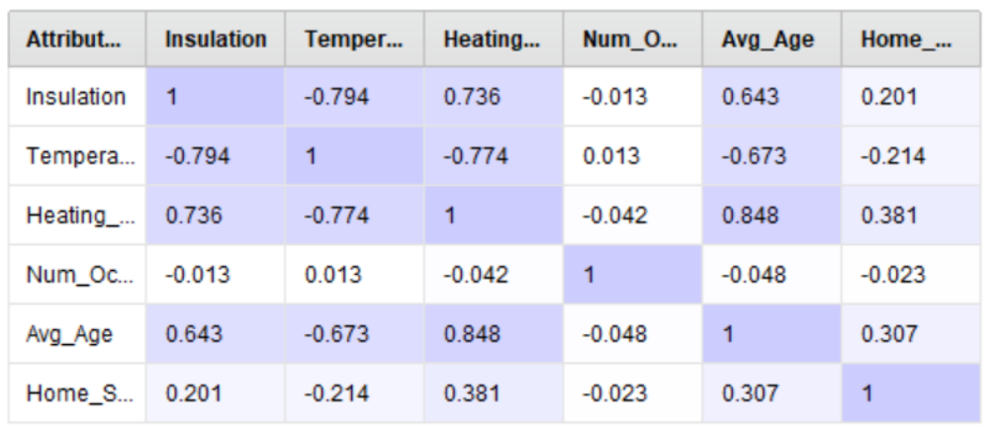 Attribut... Insulation Temper... Heating... Num_O... Avg_Age Home_...
Insulation 1 -0.794 0.736 -0.013 0.643 0.201
Tempera... -0.794 1 -0.774 0.013 -0.673 -0.214
Heating_... 0.736 -0.774 1 -0.042 0.848 0.381
Num_Oc... -0.013 0.013 -0.042 1 -0.048 -0.023
Avg_Age 0.643 -0.673 0.848 -0.048 1 0.307
Home_S... 0.201 -0.214 0.381 -0.023 0.307 1